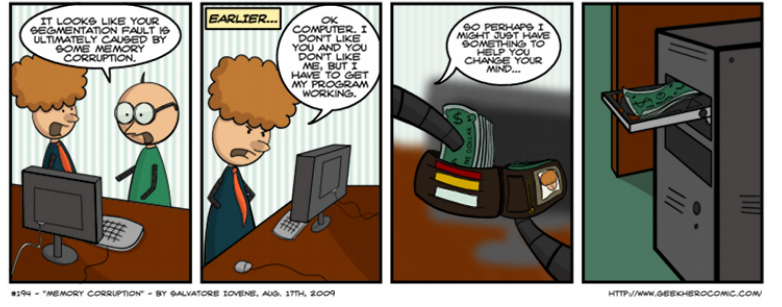 IT LOOKS LIKE YOUR
SEGMENTATION FAULT IS
ULTIMATELY CAUSED BY
SOME MEMORY
CORRUPTION.
EARLIER...
OK
COMPUTER. I
DON'T LIKE
YOU AND YOU
DON'T LIKE
ME, BUT I
HAVE TO GET
MY PROGRAM
WORKING.
SO PERHAPS I
MIGHT JUST HAVE
SOMETHING TO
HELP YOU
CHANGE YOUR
MIND...
$
NE DOLLAR
#194 - "MEMORY CORRUPTION" - BY SALVATORE IOVENE, AUG. 17TH, 2009
HTTP://WWW.GEEKHEROCOMIC.COM/